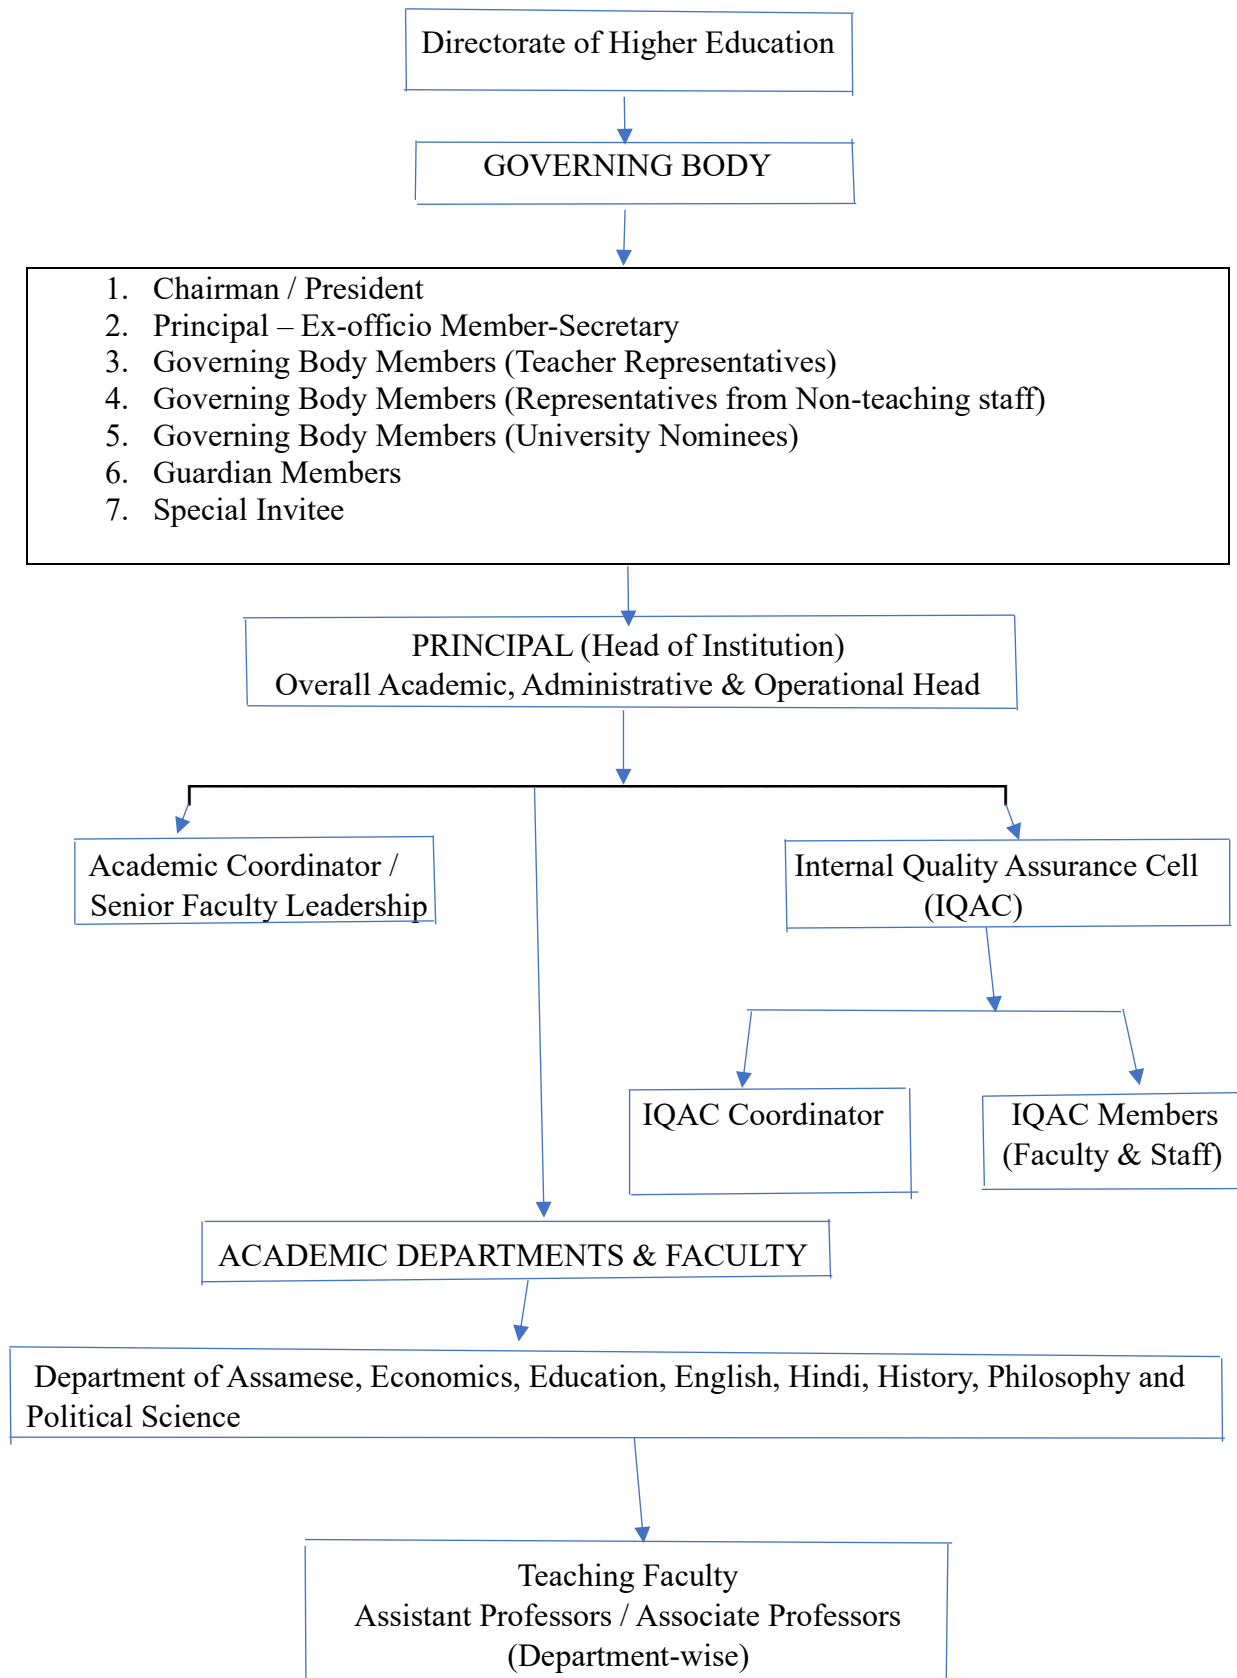 Directorate of Higher Education
GOVERNING BODY
1. Chairman / President
2. Principal – Ex-officio Member-Secretary
3. Governing Body Members (Teacher Representatives)
4. Governing Body Members (Representatives from Non-teaching staff)
5. Governing Body Members (University Nominees)
6. Guardian Members
7. Special Invitee
PRINCIPAL (Head of Institution)
Overall Academic, Administrative & Operational Head
Academic Coordinator /
Senior Faculty Leadership
Internal Quality Assurance Cell
(IQAC)
IQAC Coordinator
IQAC Members
(Faculty & Staff)
ACADEMIC DEPARTMENTS & FACULTY
Department of Assamese, Economics, Education, English, Hindi, History, Philosophy and
Political Science
Teaching Faculty
Assistant Professors / Associate Professors
(Department-wise)